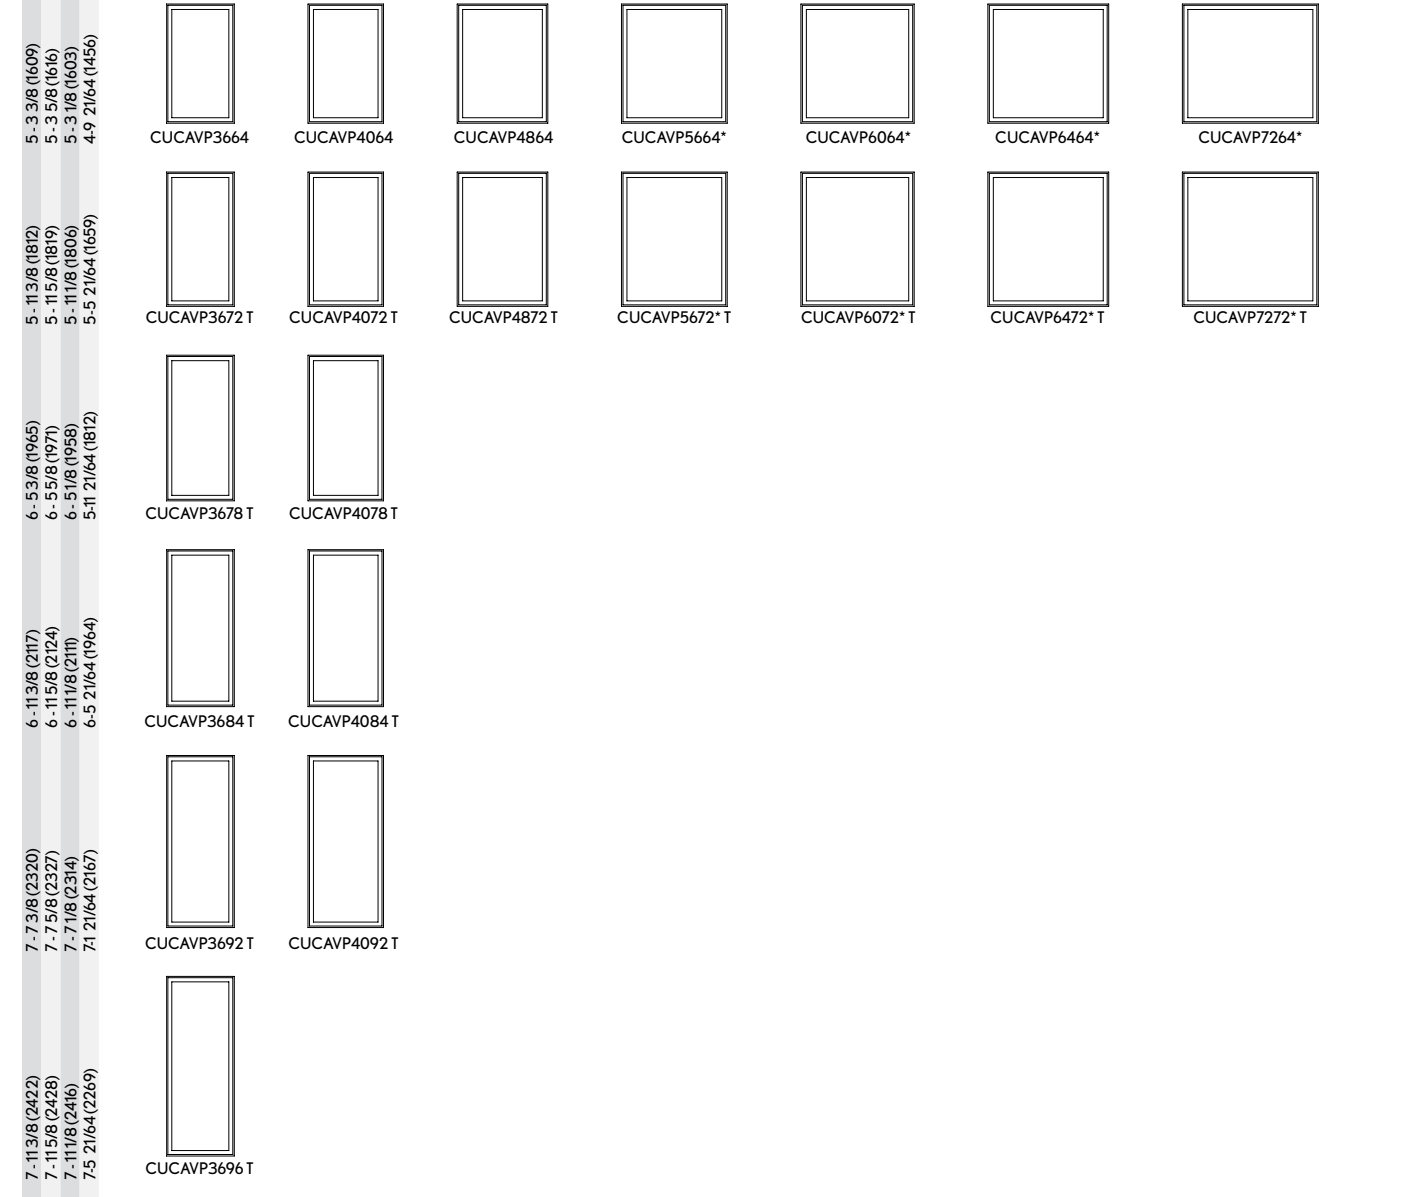 5 - 3 3/8 (1609)
5 - 3 5/8 (1616)
5 - 3 1/8 (1603)
4-9 21/64 (1456)
CUCAVP3664
CUCAVP4064
CUCAVP4864
CUCAVP5664*
CUCAVP6064*
CUCAVP6464*
CUCAVP7264*
5 - 11 3/8 (1812)
5 - 11 5/8 (1819)
5 - 11 1/8 (1806)
5-5 21/64 (1659)
CUCAVP3672 T
CUCAVP4072 T
CUCAVP4872 T
CUCAVP5672* T
CUCAVP6072* T
CUCAVP6472* T
CUCAVP7272* T
6 - 5 3/8 (1965)
6 - 5 5/8 (1971)
6 - 5 1/8 (1958)
5-11 21/64 (1812)
CUCAVP3678 T
CUCAVP4078 T
6 - 11 3/8 (2117)
6 - 11 5/8 (2124)
6 - 11 1/8 (2111)
6-5 21/64 (1964)
CUCAVP3684 T
CUCAVP4084 T
7 - 7 3/8 (2320)
7 - 7 5/8 (2327)
7 - 7 1/8 (2314)
7-1 21/64 (2167)
CUCAVP3692 T
CUCAVP4092 T
7 - 11 3/8 (2422)
7 - 11 5/8 (2428)
7 - 11 1/8 (2416)
7-5 21/64 (2269)
CUCAVP3696 T